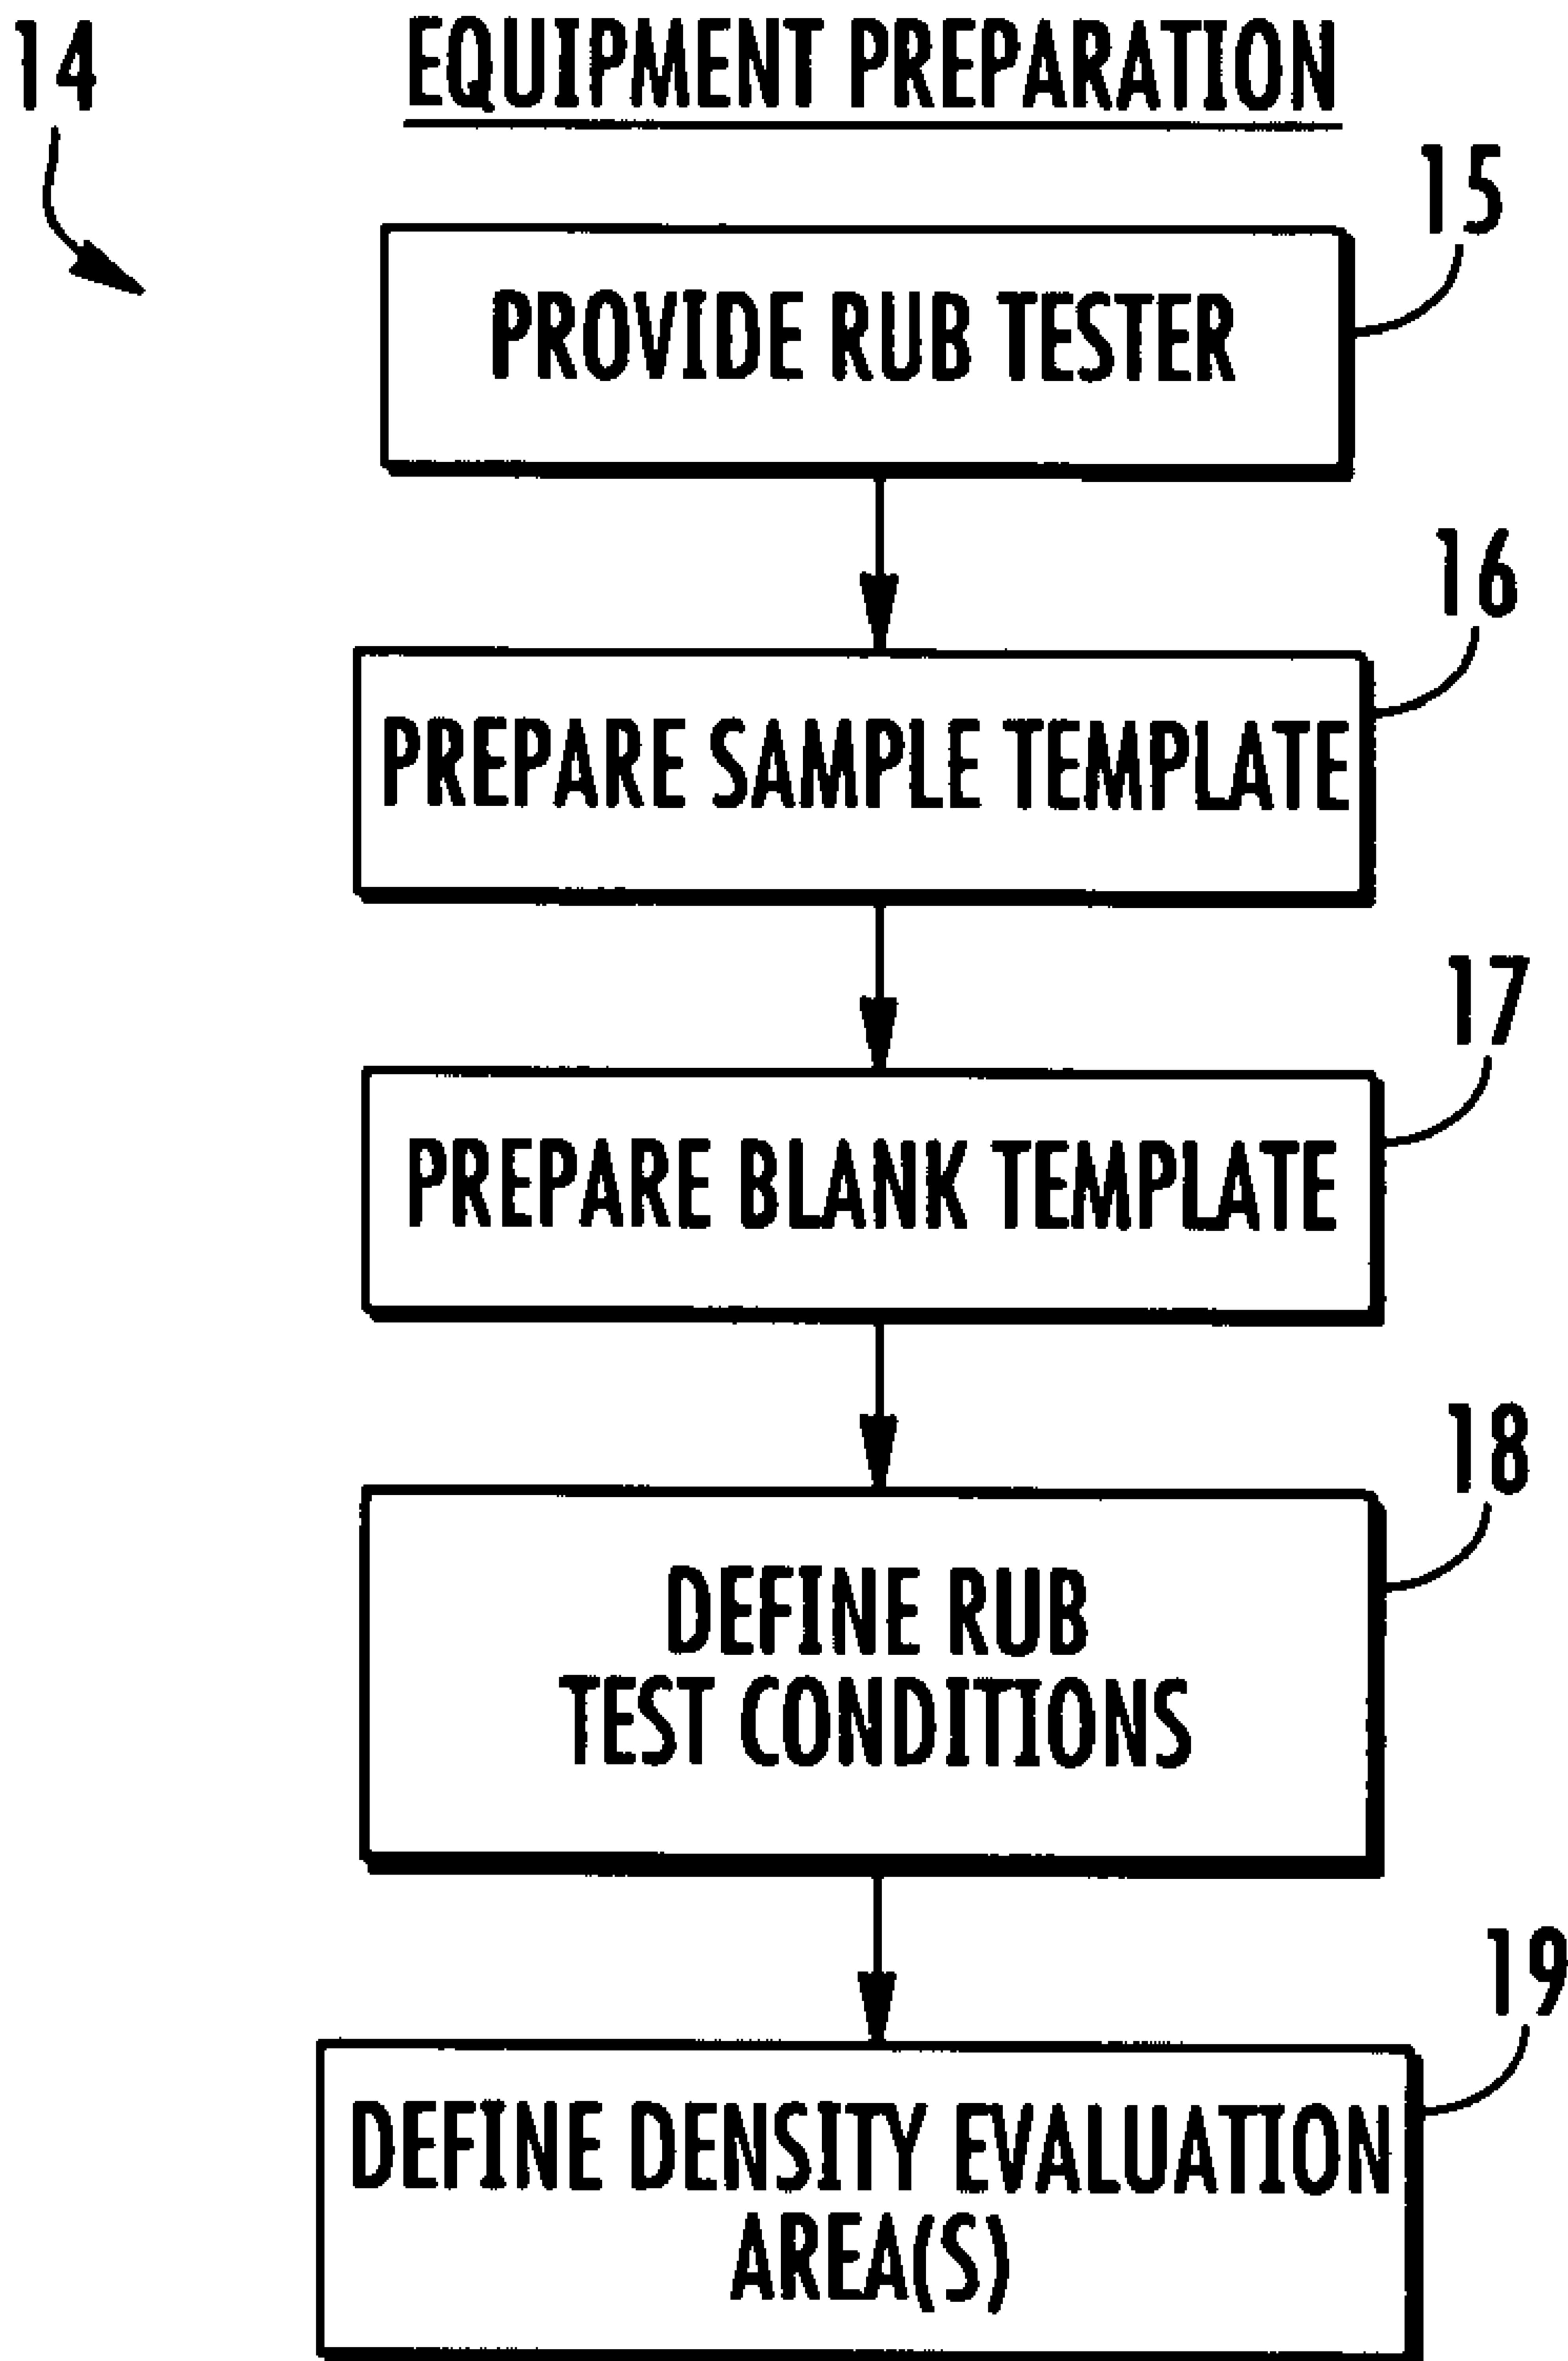 14
EQUIPMENT PREPARATION
15
PROVIDE RUB TESTER
16
PREPARE SAMPLE TEMPLATE
17
PREPARE BLANK TEMPLATE
18
DEFINE RUB
TEST CONDITIONS
19
DEFINE DENSITY EVALUATION
AREA(S)